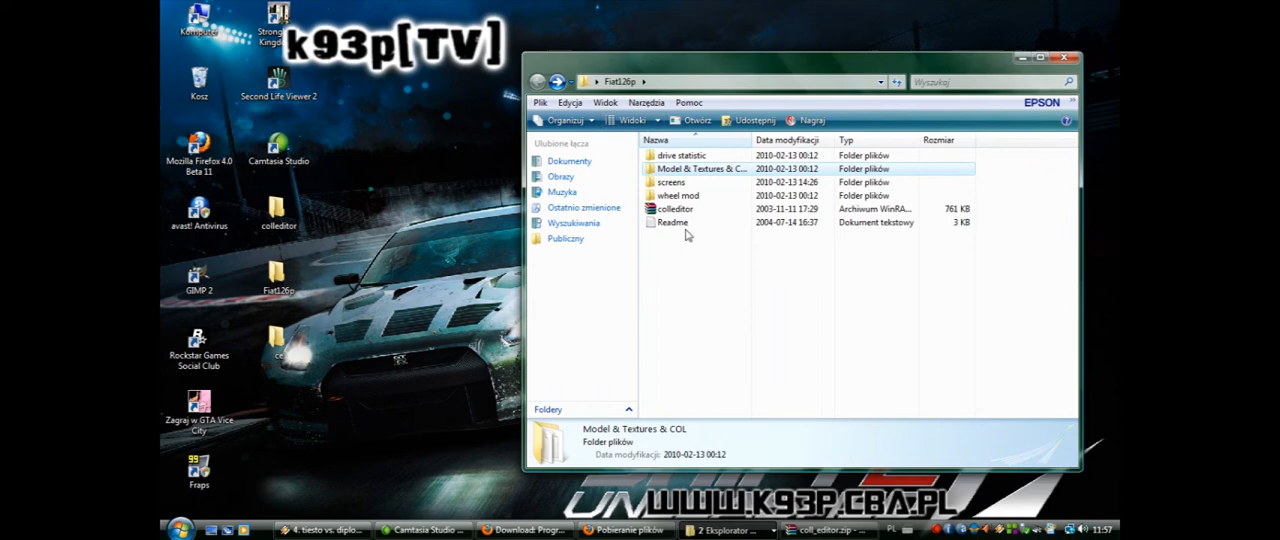 k93p[TV]
Komputer
Kosz
Mozilla Firefox 4.0
Beta 11
avast! Antivirus
GIMP 2
Rockstar Games
Social Club
Zagraj w GTA Vice
City
Fraps
99
Second Life Viewer 2
Camtasia Studio
colleditor
Fiat126p
Fiat126p
Wyszukaj
Plik Edycja Widok Narzędzia Pomoc
EPSON
Organizuj Widoki Otwórz Udostępnij Nagraj
Ulubione łącza
Dokumenty
Obrazy
Muzyka
Ostatnio zmienione
Wyszukiwania
Publiczny
Foldery
Nazwa Data modyfikacji Typ Rozmiar
drive statistic 2010-02-13 00:12 Folder plików
Model & Textures & C... 2010-02-13 00:12 Folder plików
screens 2010-02-13 14:26 Folder plików
wheel mod 2010-02-13 00:12 Folder plików
colleditor 2003-11-11 17:29 Archiwum WinRA... 761 KB
Readme 2004-07-14 16:37 Dokument tekstowy 3 KB
Model & Textures & COL
Folder plików
Data modyfikacji: 2010-02-13 00:12
WWW.K93P.CBA.PL
4. tiesto vs. diplo... Camtasia Studio ... Download: Progr... Pobieranie plików 2 Eksplorator ... coll_editor.zip - ... PL 11:57